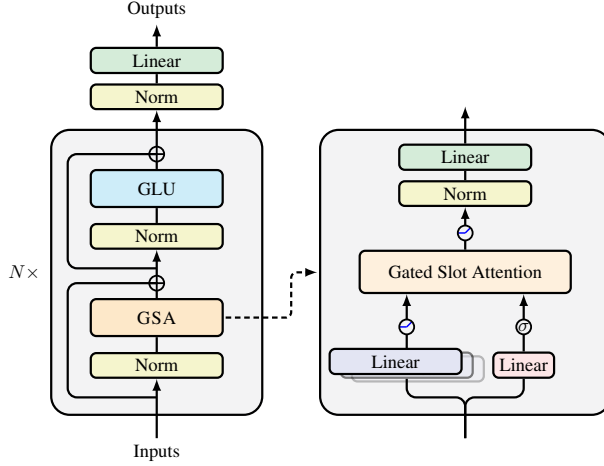 Outputs
Linear
Norm
GLU
Norm
N×
GSA
Norm
Inputs
Linear
Norm
Gated Slot Attention
σ
Linear
Linear